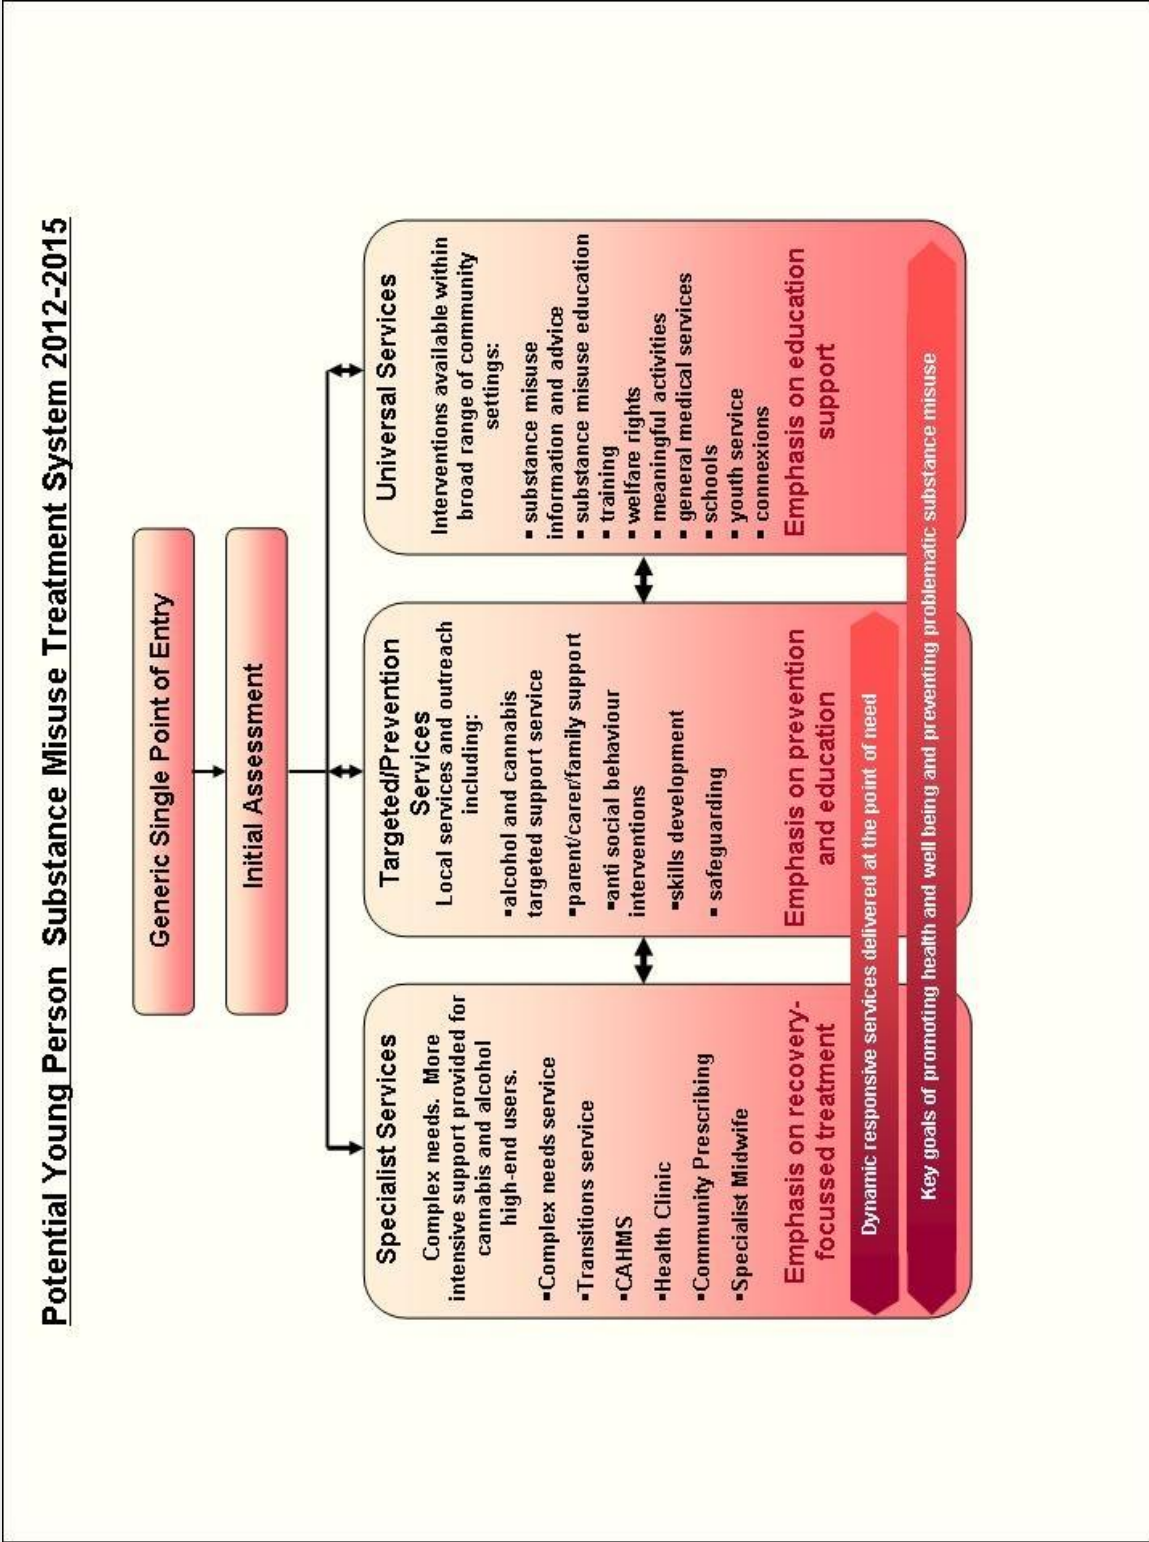 Potential Young Person  Substance Misuse Treatment System 2012-2015
Generic Single Point of Entry
Initial Assessment
Specialist Services
Complex needs.  More
intensive support provided for
cannabis and alcohol
high-end users.
▪Complex needs service
▪Transitions service
▪CAHMS
▪Health Clinic
▪Community Prescribing
▪Specialist Midwife
Emphasis on recovery-
focussed treatment
Targeted/Prevention
Services
Local services and outreach
including:
▪alcohol and cannabis
targeted support service
▪parent/carer/family support
▪anti social behaviour
interventions
▪skills development
▪ safeguarding
Emphasis on prevention
and education
Universal Services
Interventions available within
broad range of community
settings:
▪ substance misuse
information and advice
▪ substance misuse education
▪ training
▪ welfare rights
▪ meaningful activities
▪ general medical services
▪ schools
▪ youth service
▪ connexions
Emphasis on education
support
Dynamic responsive services delivered at the point of need
Key goals of promoting health and well being and preventing problematic substance misuse